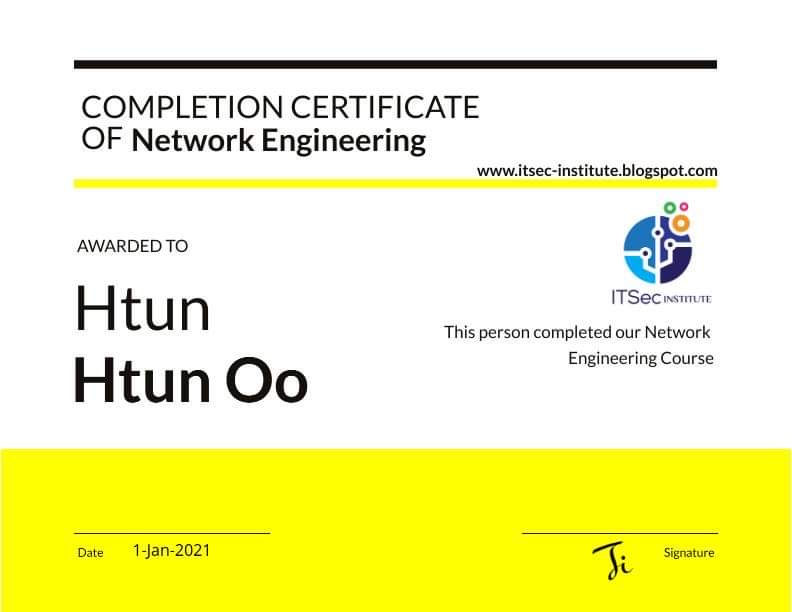 COMPLETION CERTIFICATE
OF Network Engineering
www.itsec-institute.blogspot.com
AWARDED TO
Htun
Htun Oo
ITSec INSTITUTE
This person completed our Network
Engineering Course
Date 1-Jan-2021
Ti Signature